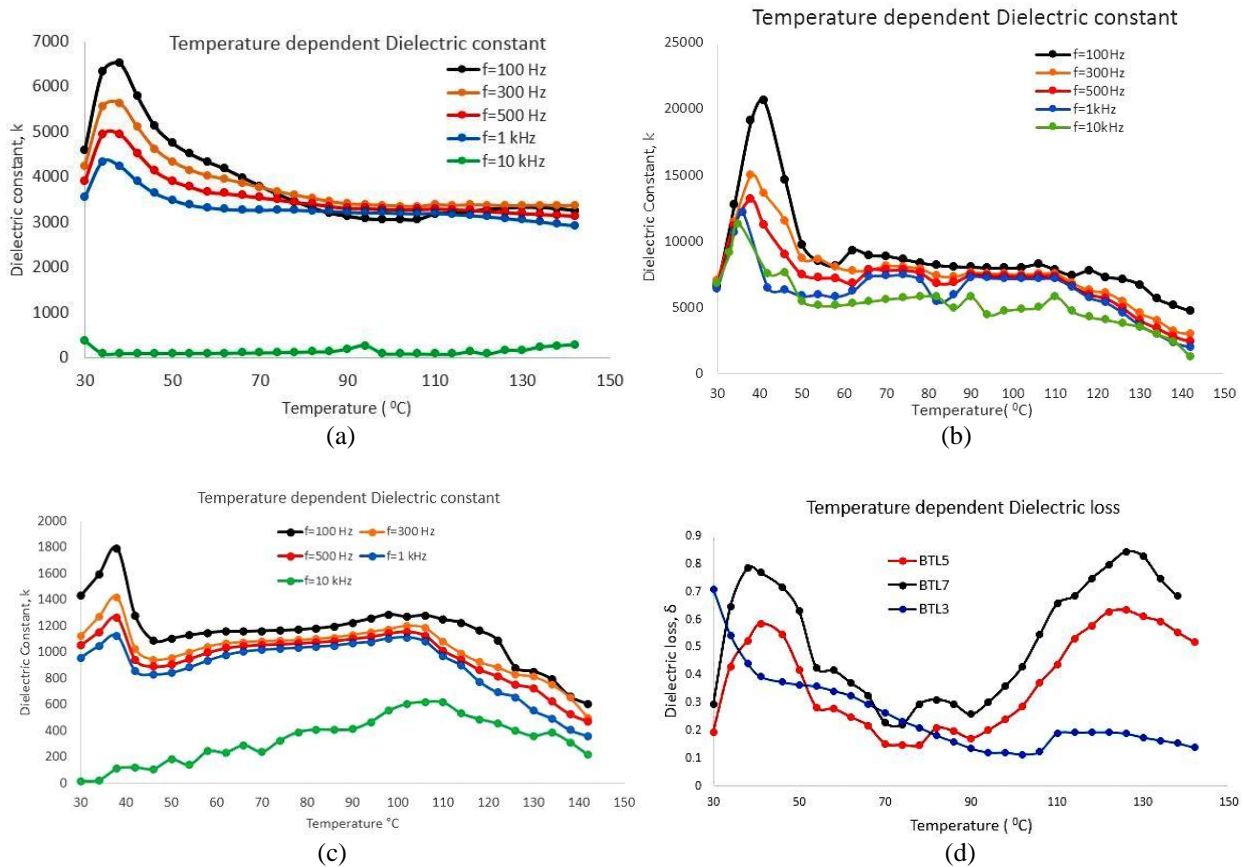 Temperature dependent Dielectric constant
f=100 Hz
f=300 Hz
f=500 Hz
f=1 kHz
f=10 kHz
Dielectric constant, k
7000
6000
5000
4000
3000
2000
1000
0
30 50 70 90 110 130 150
Temperature ( ⁰C)
(a)
Temperature dependent Dielectric constant
f=100Hz
f=300Hz
f=500Hz
f=1kHz
f=10kHz
Dielectric Constant, k
25000
20000
15000
10000
5000
0
30 40 50 60 70 80 90 100 110 120 130 140 150
Temperature( ⁰C)
(b)
Temperature dependent Dielectric constant
f=100 Hz f=300 Hz
f=500 Hz f=1 kHz
f=10 kHz
Dielectric constant, k
2000
1800
1600
1400
1200
1000
800
600
400
200
0
30 40 50 60 70 80 90 100 110 120 130 140 150
Temperature °C
(c)
Temperature dependent Dielectric loss
BTL5
BTL7
BTL3
Dielectric loss, δ
0.9
0.8
0.7
0.6
0.5
0.4
0.3
0.2
0.1
0
30 50 70 90 110 130 150
Temperature ( ⁰C)
(d)